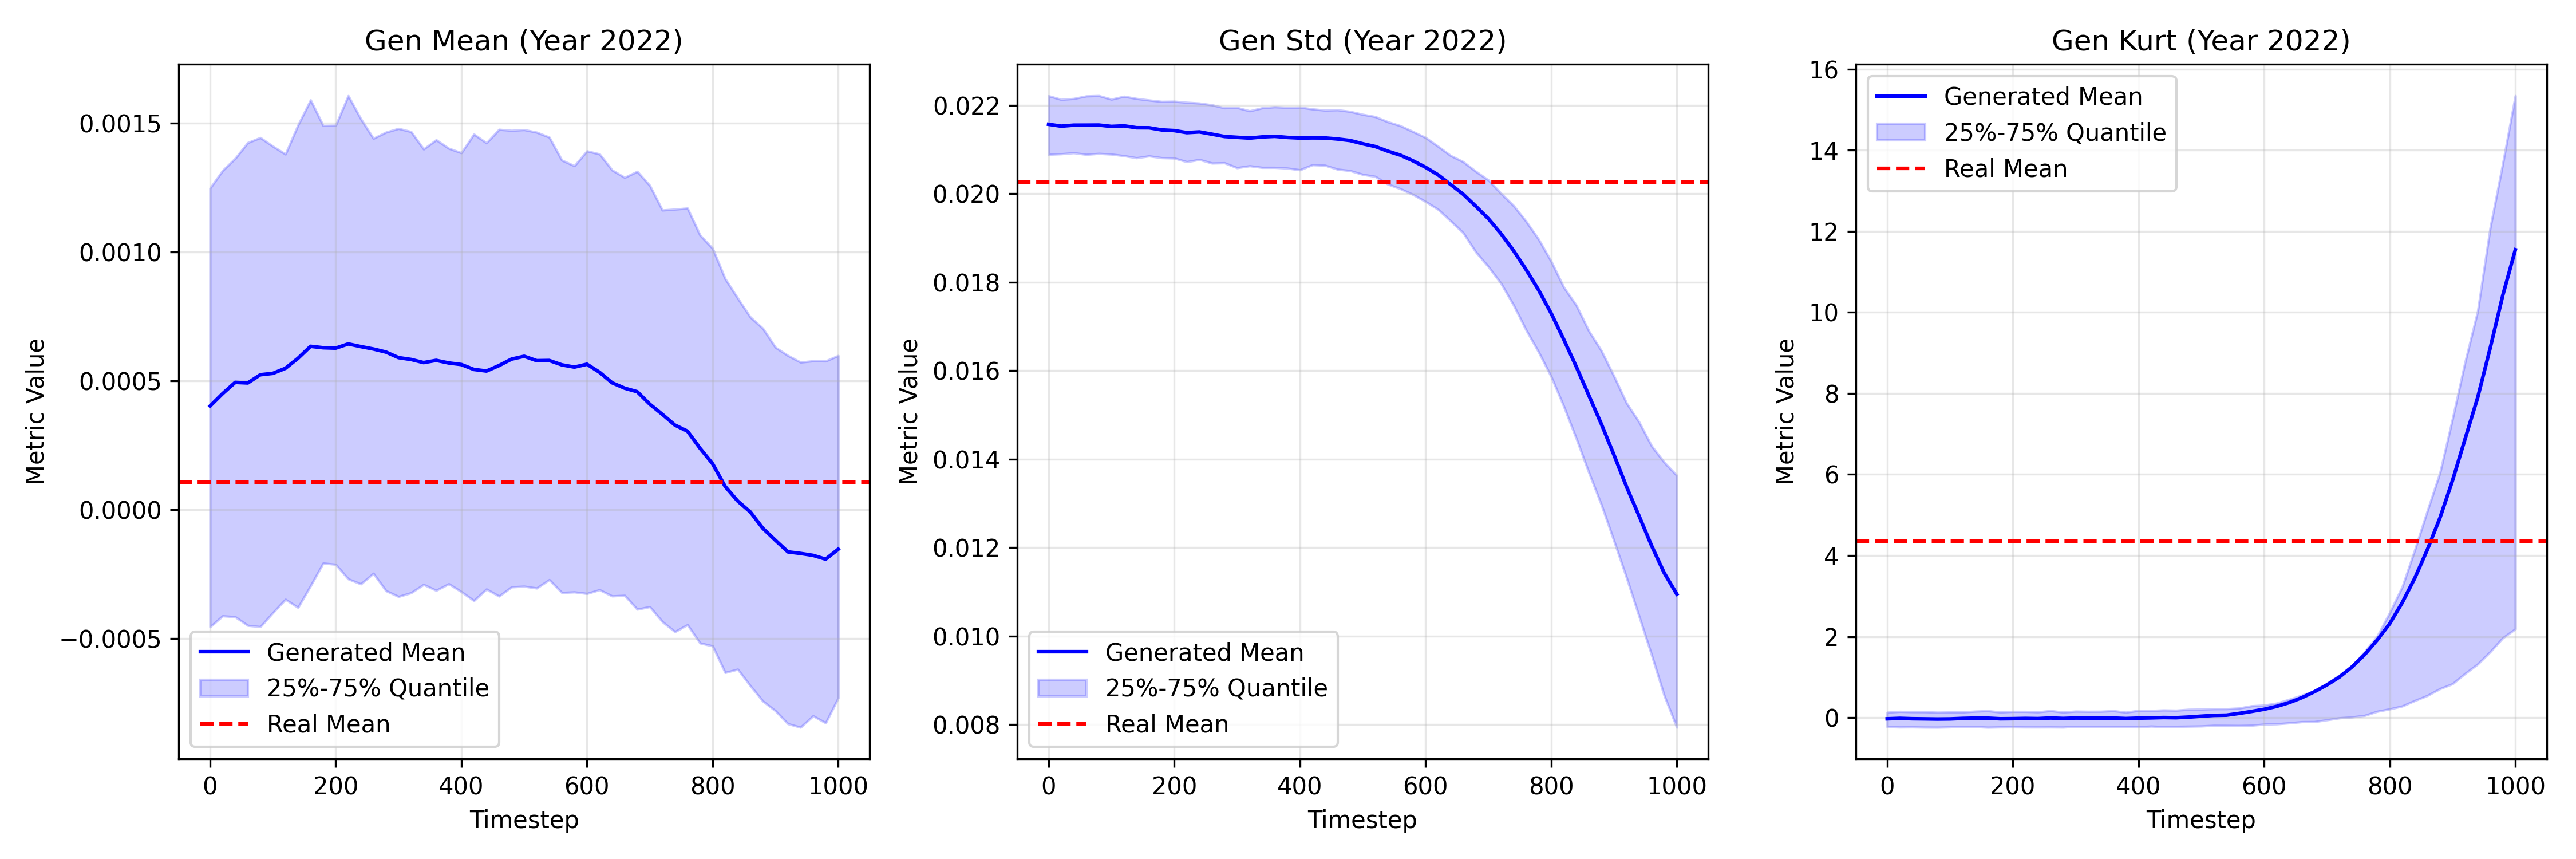 Gen Mean (Year 2022)
Metric Value
0.0015
0.0010
0.0005
0.0000
−0.0005
Generated Mean
25%-75% Quantile
Real Mean
0 200 400 600 800 1000
Timestep
Gen Std (Year 2022)
Metric Value
0.022
0.020
0.018
0.016
0.014
0.012
0.010
0.008
Generated Mean
25%-75% Quantile
Real Mean
0 200 400 600 800 1000
Timestep
Gen Kurt (Year 2022)
Metric Value
16
14
12
10
8
6
4
2
0
Generated Mean
25%-75% Quantile
Real Mean
0 200 400 600 800 1000
Timestep